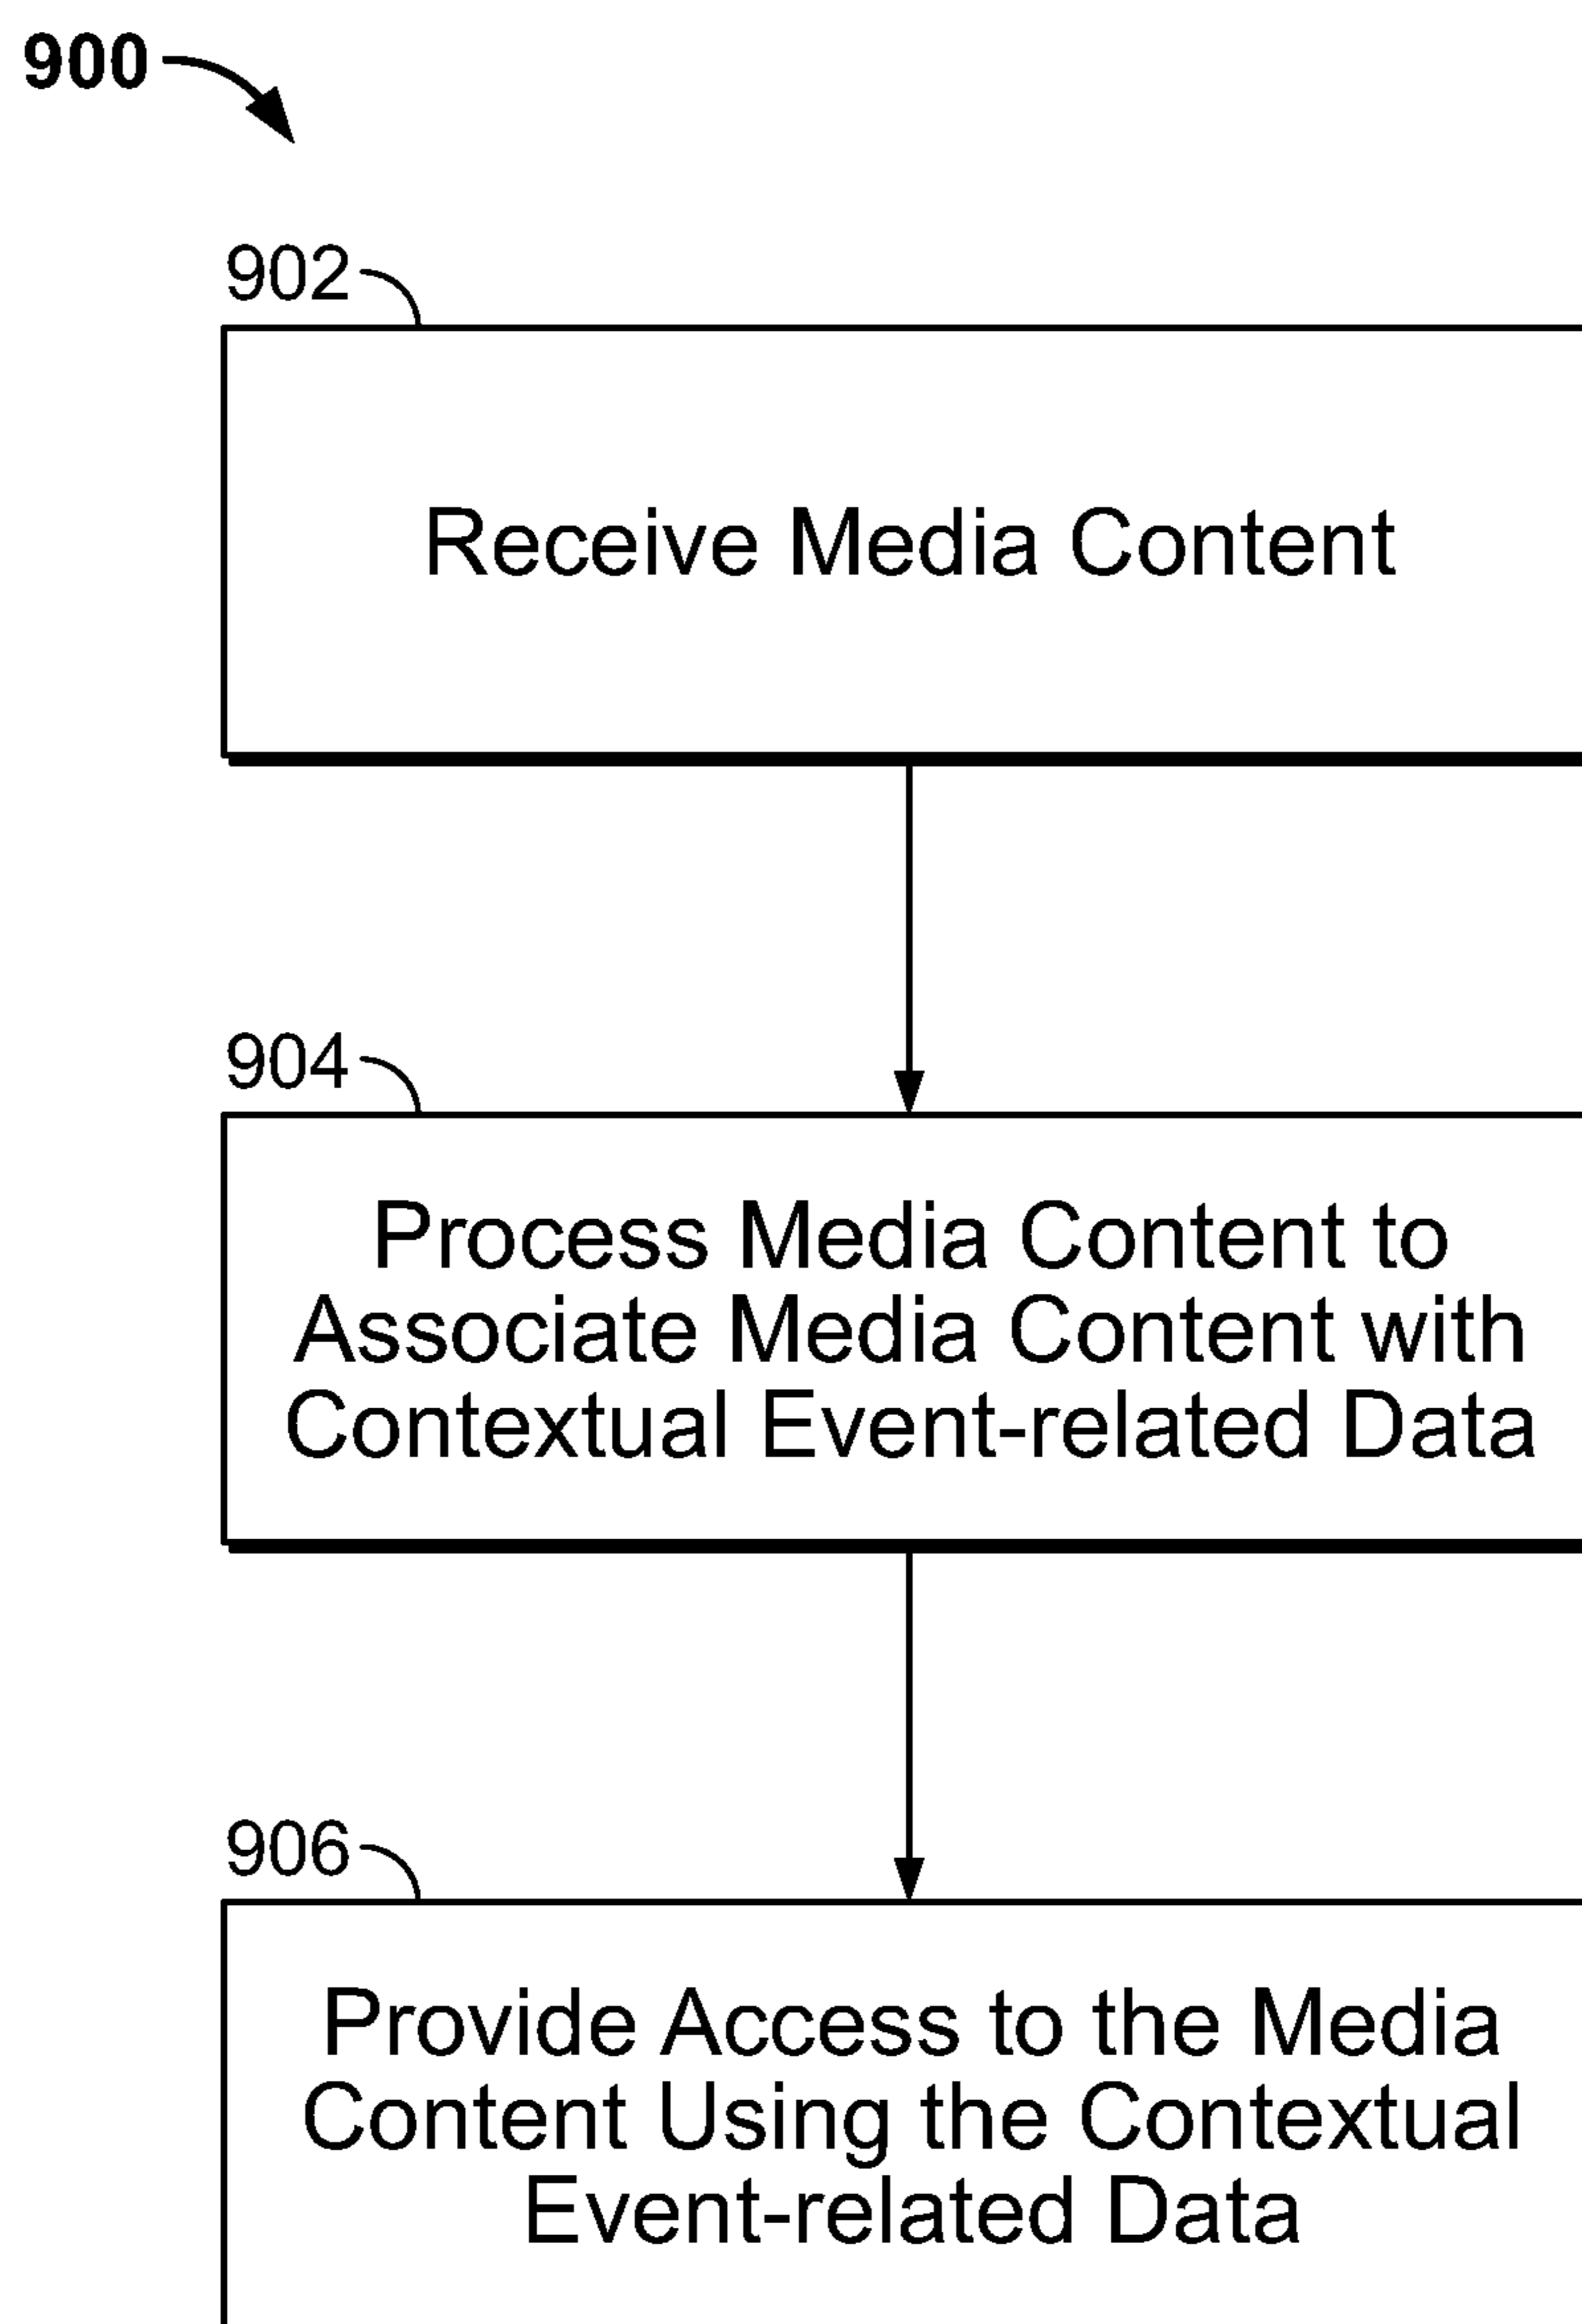 900
902
Receive Media Content
904
Process Media Content to
Associate Media Content with
Contextual Event-related Data
906
Provide Access to the Media
Content Using the Contextual
Event-related Data